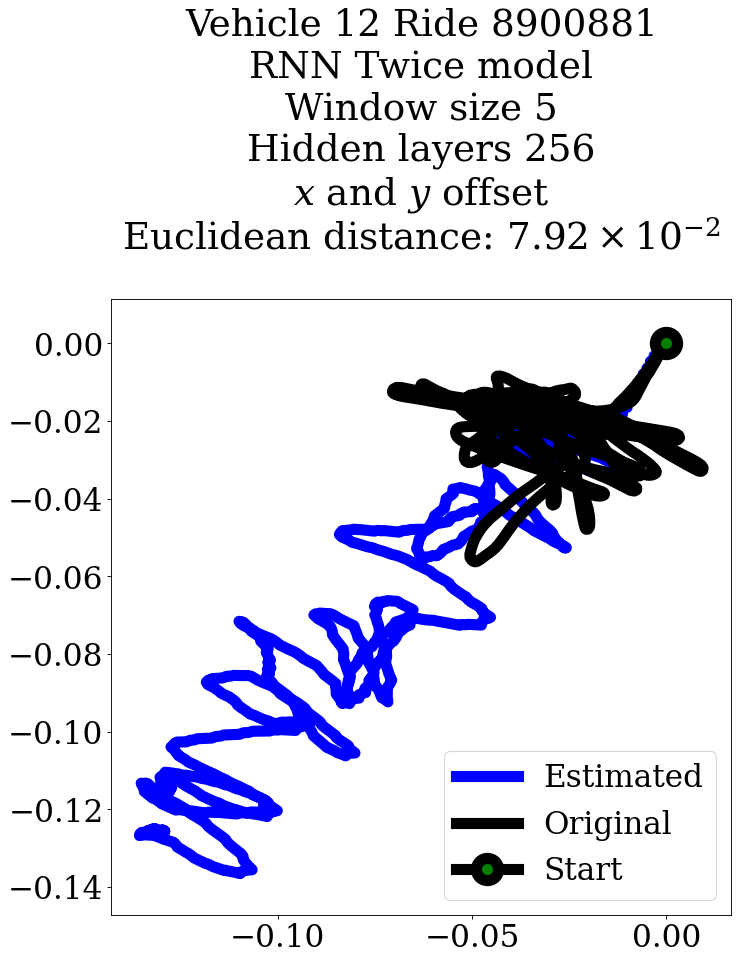 Vehicle 12 Ride 8900881
RNN Twice model
Window size 5
Hidden layers 256
x and y offset
Euclidean distance: 7.92 × 10⁻²
0.00
−0.02
−0.04
−0.06
−0.08
−0.10
−0.12
−0.14
Estimated
Original
Start
−0.10 −0.05 0.00